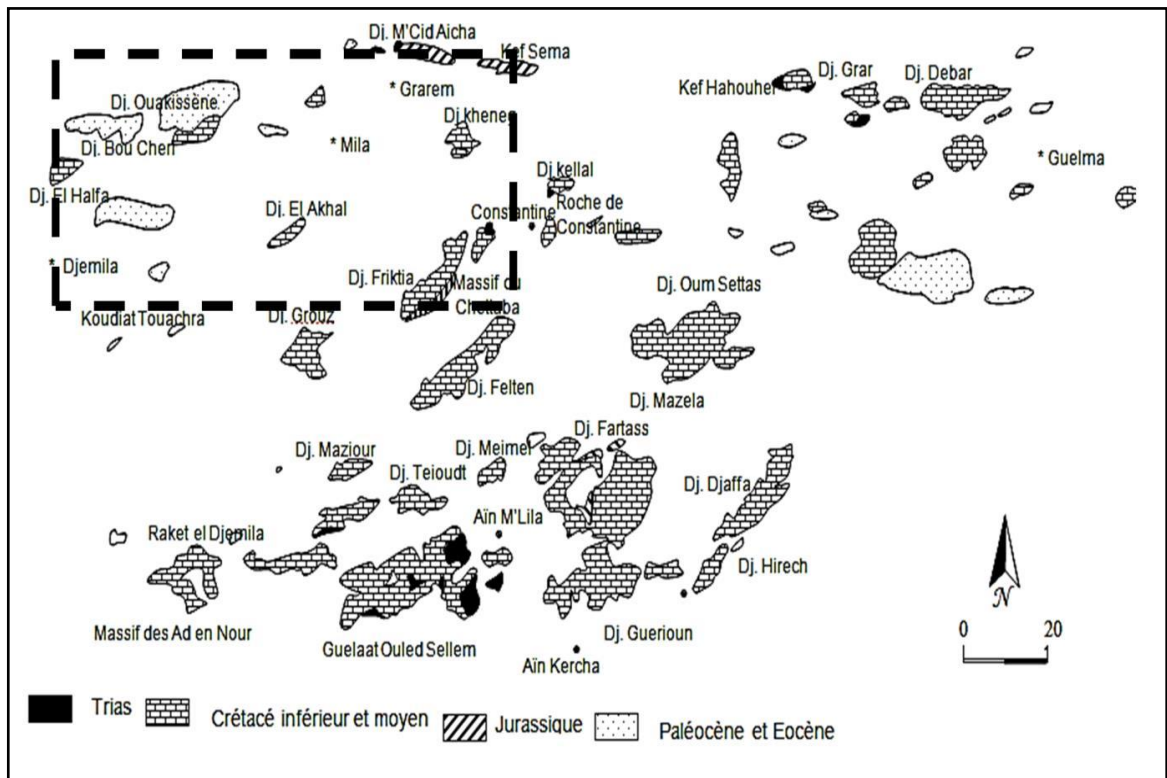 Dj. M'Cid Aicha
Kef Sema
Dj. Grar
Dj. Debar
Kef Hahouher
* Grarem
Dj. Ouakissène
Dj kheneg
* Mila
Dj. Bou Cherf
* Guelma
Dj kellal
Dj. El Halfa
Roche de
Constantine
Dj. El Akhal
Constantine
* Djemila
Dj. Friktia
Massif du
Chettaba
Dj. Oum Settas
Koudiat Touachra
Dj. Grouz
Dj. Felten
Dj. Mazela
Dj. Fartass
Dj. Maziour
Dj. Meimel
Dj. Teioudt
Dj. Djaffa
Aïn M'Lila
Raket el Djemila
Dj. Hirech
N
Massif des Ad en Nour
Guelaat Ouled Sellem
Dj. Guerioun
0 20
Aïn Kercha
Trias
Crétacé inférieur et moyen
Jurassique
Paléocène et Eocène